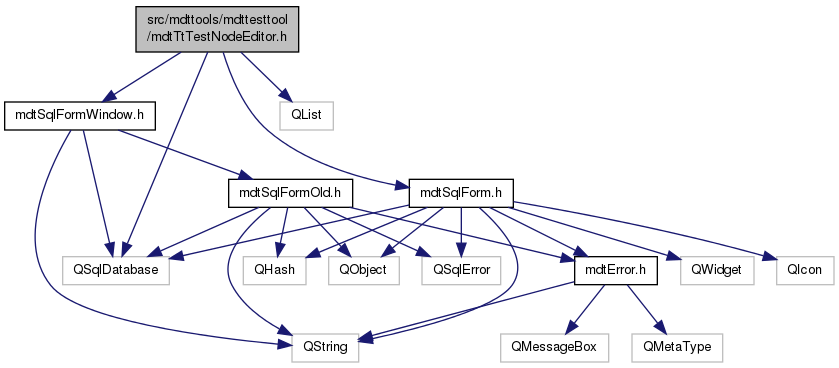 src/mdttools/mdttesttool
/mdtTtTestNodeEditor.h
mdtSqlFormWindow.h
QList
mdtSqlFormOld.h
mdtSqlForm.h
QSqlDatabase
QHash
QObject
QSqlError
mdtError.h
QWidget
QIcon
QString
QMessageBox
QMetaType